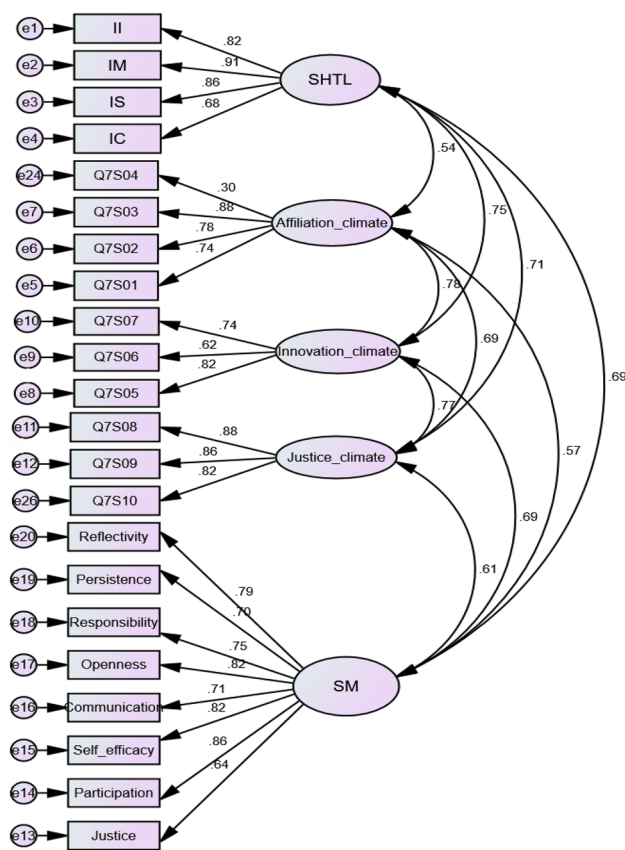 e1 II
.82
e2 IM
.91
SHTL
e3 IS
.86
e4 IC
.68
.54
e24 Q7S04
.30
e7 Q7S03
.88
Affiliation_climate
.75
e6 Q7S02
.78
e5 Q7S01
.74
.71
.78
e10 Q7S07
.74
e9 Q7S06
.62
Innovation_climate
.69
e8 Q7S05
.82
.69
.77
e11 Q7S08
.88
e12 Q7S09
.86
Justice_climate
.57
e26 Q7S10
.82
.69
e20 Reflectivity
.79
e19 Persistence
.70
.61
e18 Responsibility
.75
e17 Openness
.82
SM
e16 Communication
.71
e15 Self_efficacy
.82
e14 Participation
.86
e13 Justice
.64